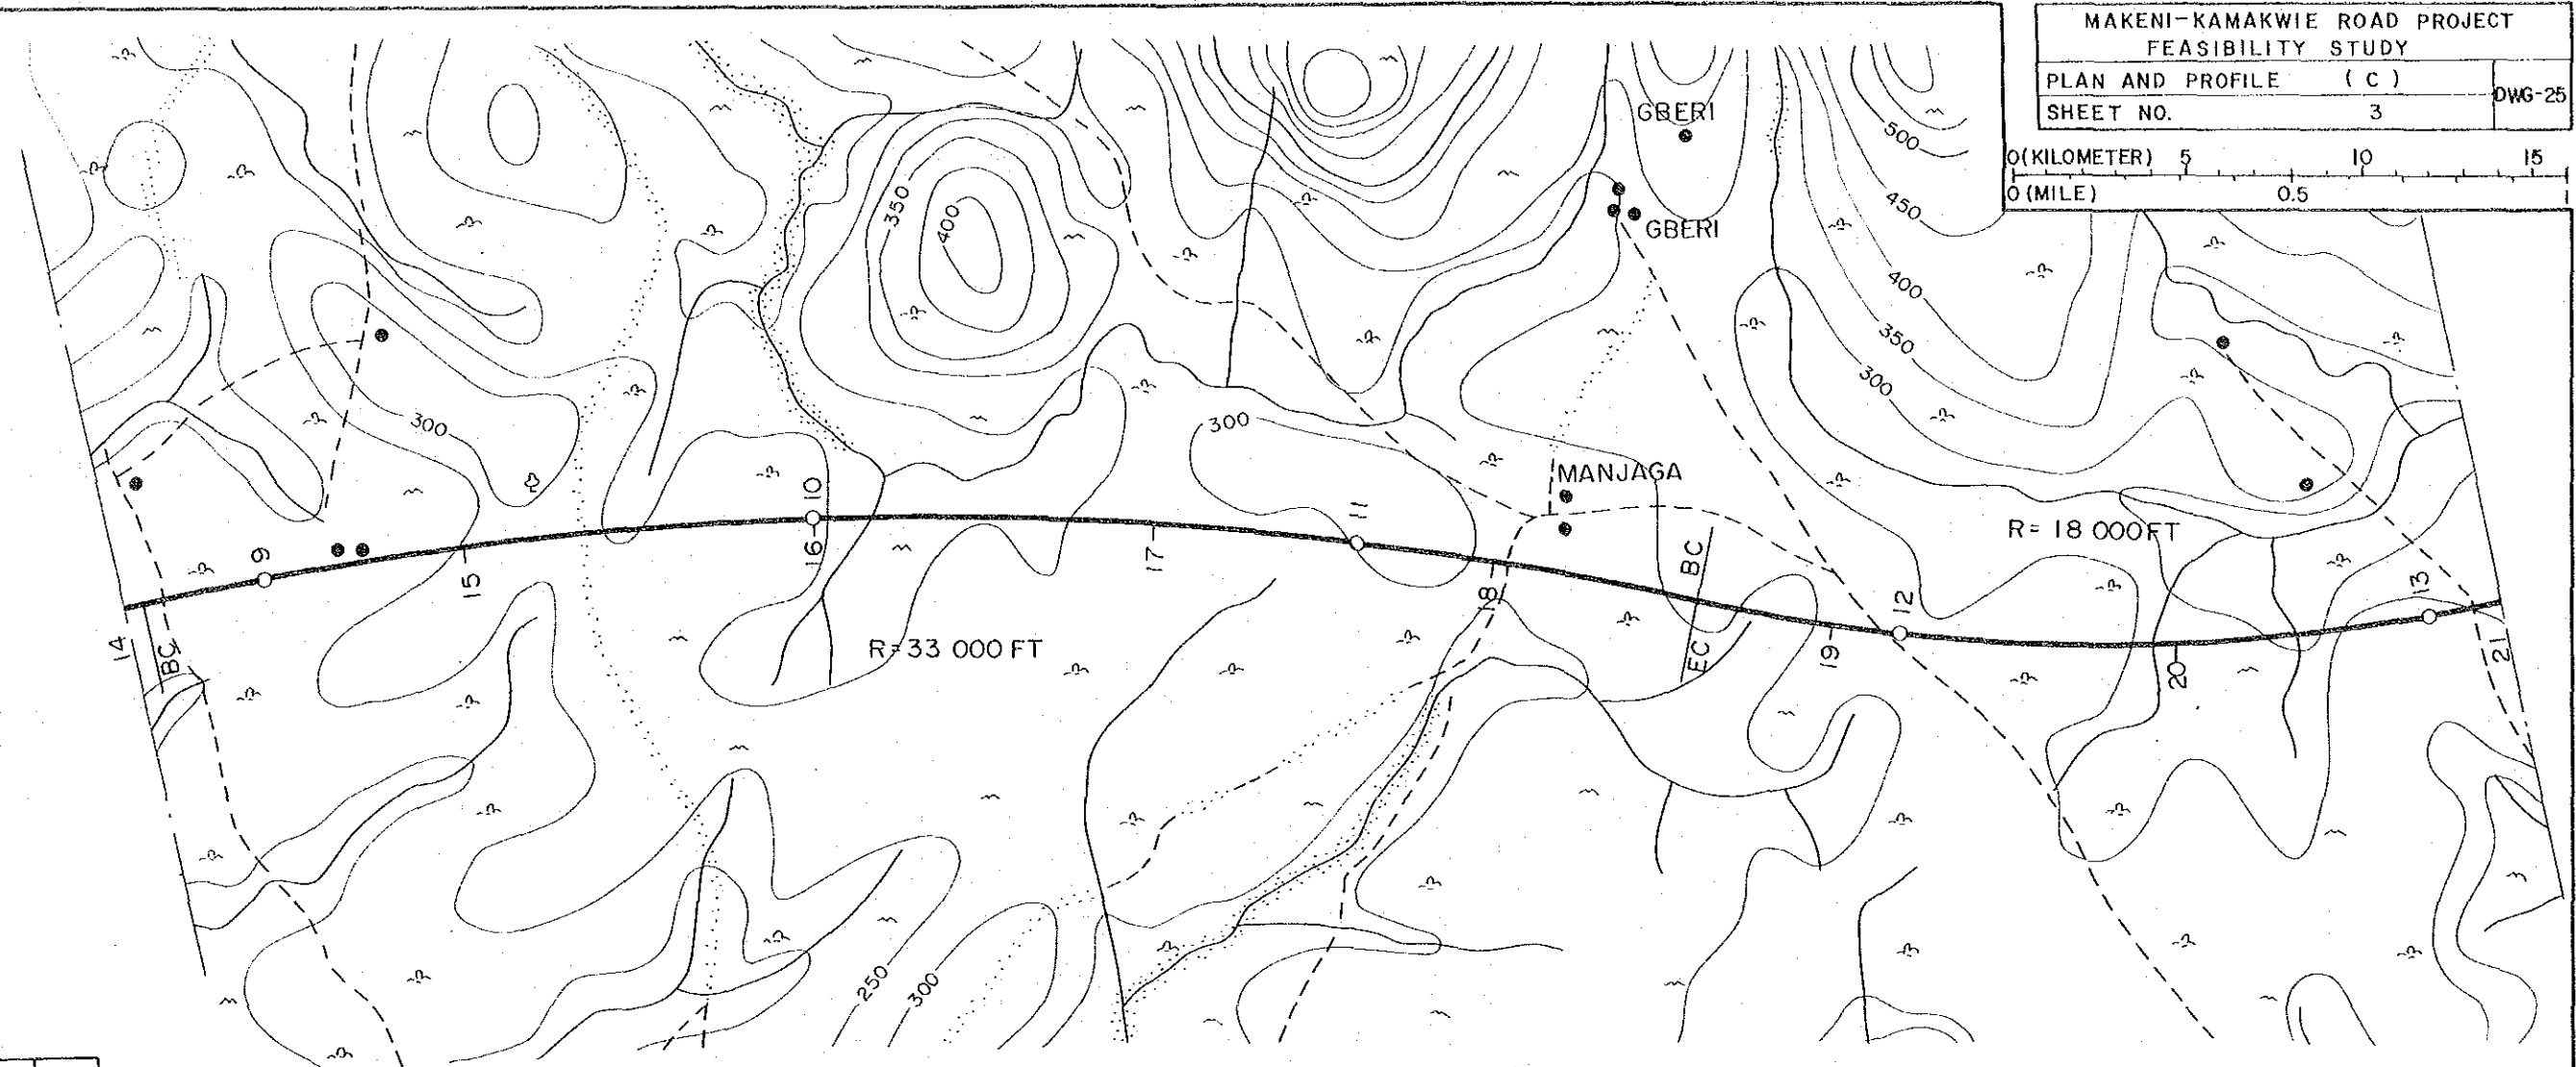 MAKENI-KAMAKWIE ROAD PROJECT
FEASIBILITY STUDY
PLAN AND PROFILE (C)
DWG-25
SHEET NO. 3
0(KILOMETER) 5 10 15
0 (MILE) 0.5 1
GBERI
500
GBERI
450
350
400
400
350
300
300
300
MANJAGA
10
11
R= 18 000FT
9
BC
16
17
15
18
12
13
14
BC
R=33 000 FT
EC
19
20
21
250
300